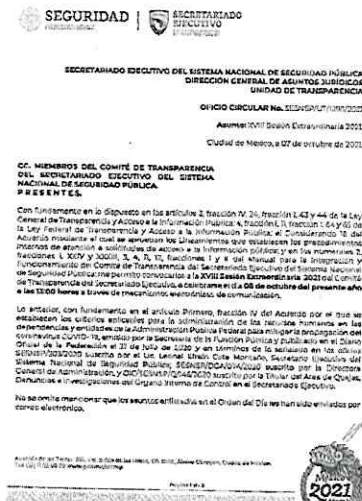 SEGURIDAD
SECRETARIADO
EJECUTIVO
SECRETARIADO EJECUTIVO DEL SISTEMA NACIONAL DE SEGURIDAD PÚBLICA
DIRECCIÓN GENERAL DE ASUNTOS JURÍDICOS
UNIDAD DE TRANSPARENCIA
OFICIO CIRCULAR No.
Asunto: XVIII Sesión Extraordinaria 2021
Ciudad de México, a 07 de octubre de 2021
CC. MIEMBROS DEL COMITÉ DE TRANSPARENCIA
DEL SECRETARIADO EJECUTIVO DEL SISTEMA
NACIONAL DE SEGURIDAD PÚBLICA.
P R E S E N T E S.
Con fundamento en lo dispuesto en los artículos 2, fracción IV, 24, fracción I, 43 y 44 de la Ley
General de Transparencia y Acceso a la Información Pública; 4, fracción I, 11, fracción I, 64 y 65 de
la Ley Federal de Transparencia y Acceso a la Información Pública; el Considerando 18 del
Acuerdo mediante el cual se aprueban los Lineamientos que establecen los procedimientos
internos de atención a solicitudes de acceso a la información pública; y en los numerales 2,
fracciones I, XXIV y XXXIII, 3, 4, 11, 12, fracciones I y II del Manual para la Integración y
Funcionamiento del Comité de Transparencia del Secretariado Ejecutivo del Sistema Nacional
de Seguridad Pública; me permito convocarlos a la XVIII Sesión Extraordinaria 2021 del Comité
de Transparencia del Secretariado Ejecutivo, a celebrarse el día 08 de octubre del presente año
a las 13:00 horas a través de mecanismos electrónicos de comunicación.
Lo anterior, con fundamento en el artículo Primero, fracción IV del Acuerdo por el que se
establecen los criterios aplicables para la administración de los recursos humanos en las
dependencias y entidades de la Administración Pública Federal para mitigar la propagación del
coronavirus COVID-19, emitido por la Secretaría de la Función Pública y publicado en el Diario
Oficial de la Federación el 31 de julio de 2020 y en términos de lo señalado en los oficios
suscrito por el Lic. Leonel Efraín Cota Montaño, Secretario Ejecutivo del
Sistema Nacional de Seguridad Pública; suscrito por la Directora
General de Administración, y suscrito por la Titular del Área de Quejas,
Denuncias e Investigaciones del Órgano Interno de Control en el Secretariado Ejecutivo.
No se omite mencionar que los asuntos enlistados en el Orden del Día les han sido enviados por
correo electrónico.
Página 1 de 2
México
2021